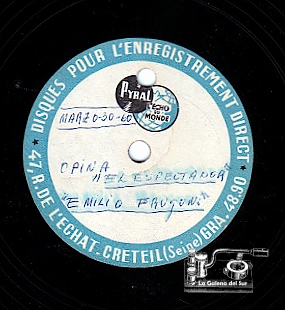 DISQUES POUR L'ENREGISTREMENT DIRECT
PYRAL
L'ECHO DU MONDE
MARZO-30-60
OPINA
"EL ESPECTADOR"
"EMILIO FRUGONI"
47, R. DE L'ECHAT. CRETEIL (Seine) GRA. 28.90
La Galena del Sur